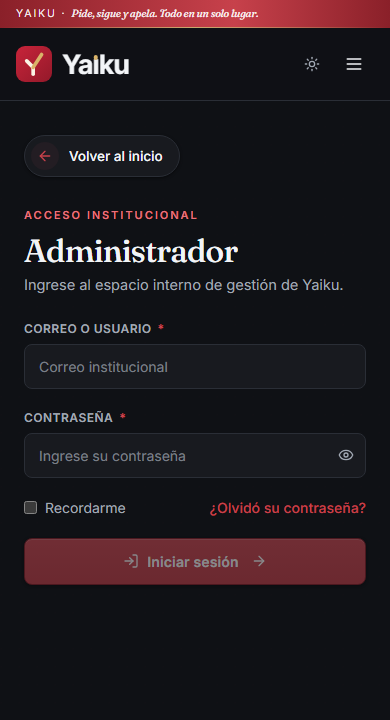 YAIKU · Pide, sigue y apela. Todo en un solo lugar.
Yaiku
Volver al inicio
ACCESO INSTITUCIONAL
Administrador
Ingrese al espacio interno de gestión de Yaiku.
CORREO O USUARIO *
Correo institucional
CONTRASEÑA *
Ingrese su contraseña
Recordarme ¿Olvidó su contraseña?
Iniciar sesión